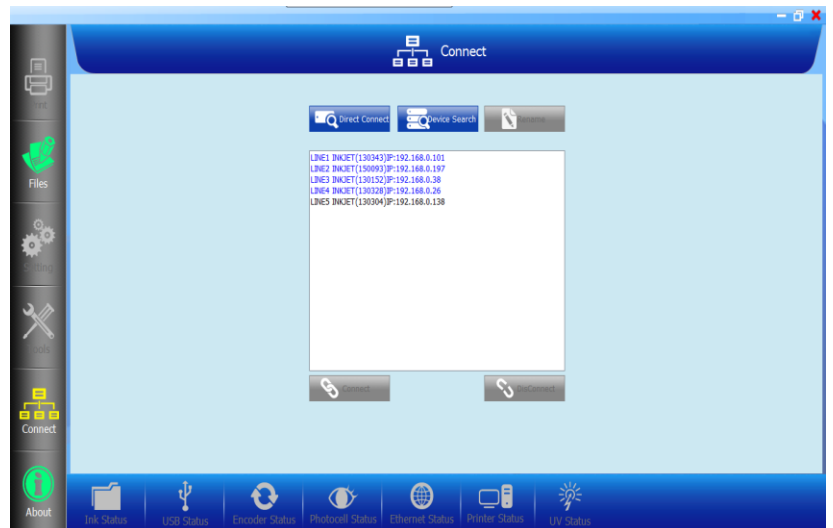 Connect
Direct Connect
Device Search
Rename
LINE1 INKJET(130343)IP:192.168.0.101
LINE2 INKJET(150093)IP:192.168.0.197
LINE3 INKJET(130152)IP:192.168.0.38
LINE4 INKJET(130328)IP:192.168.0.26
LINE5 INKJET(130304)IP:192.168.0.138
Connect
DisConnect
Files
Tools
Connect
About
Ink Status
USB Status
Encoder Status
Photocell Status
Ethernet Status
Printer Status
UV Status